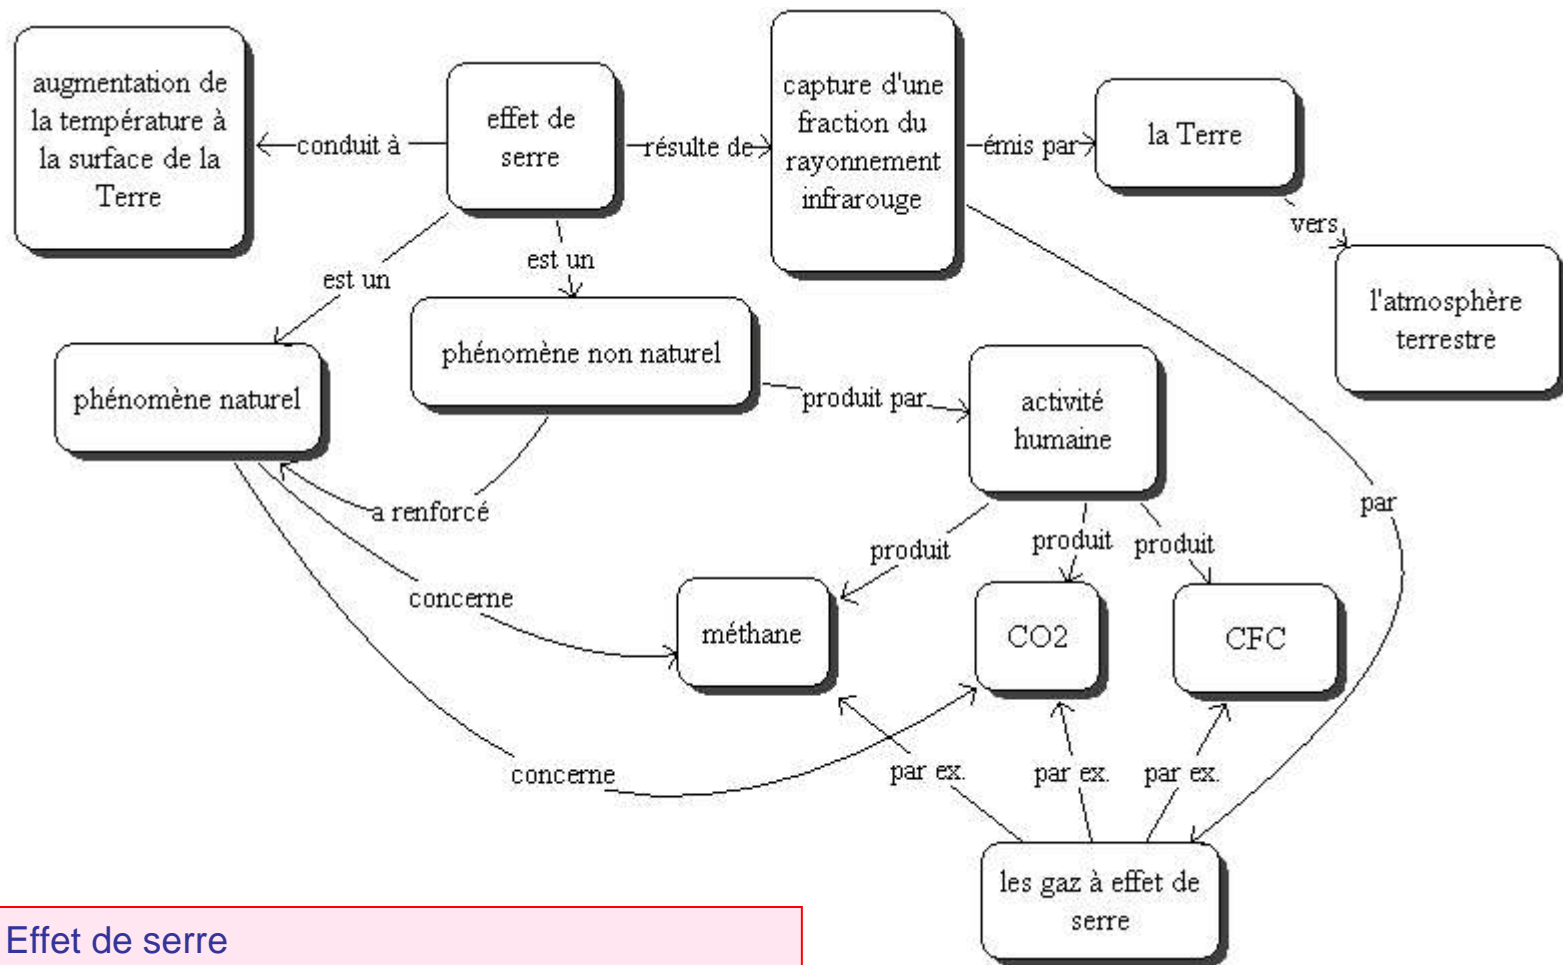 augmentation de
la température à
la surface de la
Terre
conduit à
effet de
serre
résulte de
capture d'une
fraction du
rayonnement
infrarouge
émis par
la Terre
vers
l'atmosphère
terrestre
est un
est un
phénomène naturel
phénomène non naturel
produit par
activité
humaine
a renforcé
par
produit
produit
produit
concerne
méthane
CO2
CFC
concerne
par ex.
par ex.
par ex.
les gaz à effet de
serre
Effet de serre